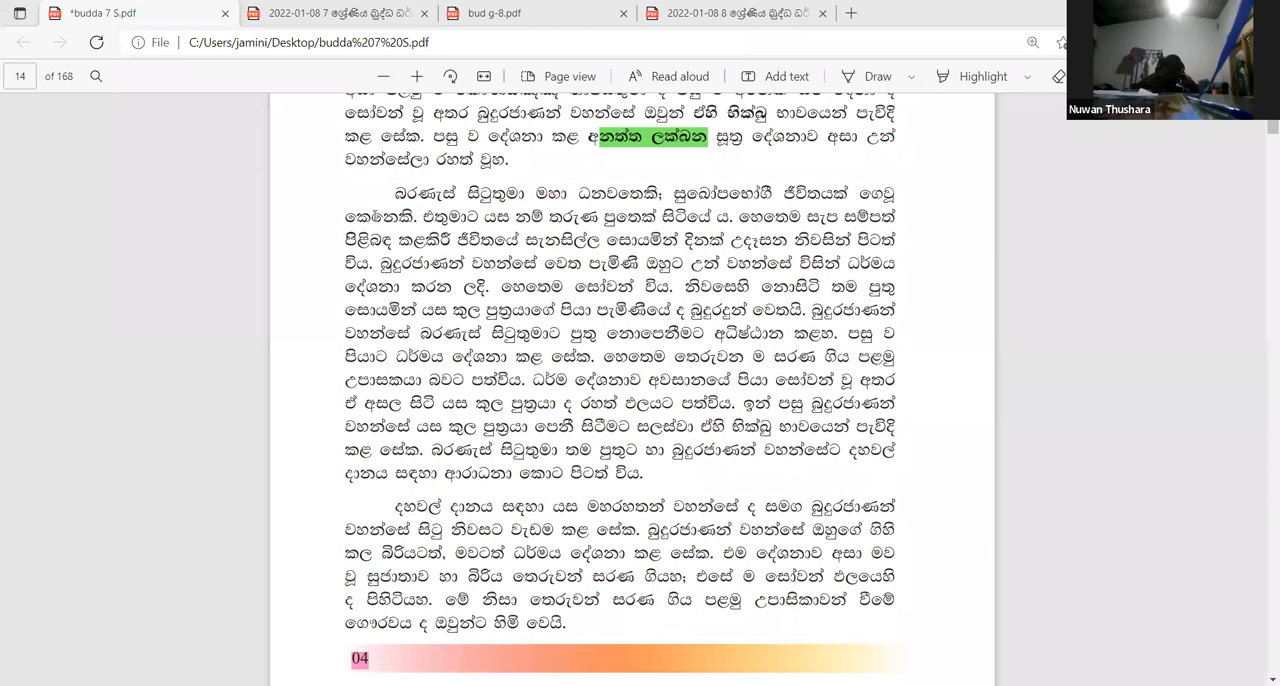 *budda 7 S.pdf
2022-01-08 7 ශ්‍රේණිය බුද්ධ ධර්
bud g-8.pdf
2022-01-08 8 ශ්‍රේණිය බුද්ධ ධර්
File | C:/Users/jamini/Desktop/budda%207%20S.pdf
14 of 168
Page view
Read aloud
Add text
Draw
Highlight
Nuwan Thushara
සෝවන් වූ අතර බුදුරජාණන් වහන්සේ ඔවුන් ඒහි භික්ඛු භාවයෙන් පැවිදි
කළ සේක. පසු ව දේශනා කළ අනත්ත ලක්ඛන සූත්‍ර දේශනාව අසා උන්
වහන්සේලා රහත් වූහ.
බරණැස් සිටුතුමා මහා ධනවතෙකි; සුඛෝපභෝගී ජීවිතයක් ගෙවූ
කෙනෙකි. එතුමාට යස නම් තරුණ පුතෙක් සිටියේ ය. හෙතෙම සැප සම්පත්
පිළිබඳ කළකිරී ජීවිතයේ සැනසිල්ල සොයමින් දිනක් උදෑසන නිවසින් පිටත්
විය. බුදුරජාණන් වහන්සේ වෙත පැමිණි ඔහුට උන් වහන්සේ විසින් ධර්මය
දේශනා කරන ලදි. හෙතෙම සෝවන් විය. නිවසෙහි නොසිටි තම පුතු
සොයමින් යස කුල පුත්‍රයාගේ පියා පැමිණියේ ද බුදුරදුන් වෙතයි. බුදුරජාණන්
වහන්සේ බරණැස් සිටුතුමාට පුතු නොපෙනීමට අධිෂ්ඨාන කළහ. පසු ව
පියාට ධර්මය දේශනා කළ සේක. හෙතෙම තෙරුවන ම සරණ ගිය පළමු
උපාසකයා බවට පත්විය. ධර්ම දේශනාව අවසානයේ පියා සෝවන් වූ අතර
ඒ අසල සිටි යස කුල පුත්‍රයා ද රහත් ඵලයට පත්විය. ඉන් පසු බුදුරජාණන්
වහන්සේ යස කුල පුත්‍රයා පෙනී සිටීමට සලස්වා ඒහි භික්ඛු භාවයෙන් පැවිදි
කළ සේක. බරණැස් සිටුතුමා තම පුතුට හා බුදුරජාණන් වහන්සේට දහවල්
දානය සඳහා ආරාධනා කොට පිටත් විය.
දහවල් දානය සඳහා යස මහරහතන් වහන්සේ ද සමග බුදුරජාණන්
වහන්සේ සිටු නිවසට වැඩම කළ සේක. බුදුරජාණන් වහන්සේ ඔහුගේ ගිහි
කල බිරියටත්, මවටත් ධර්මය දේශනා කළ සේක. එම දේශනාව අසා මව
වූ සුජාතාව හා බිරිය තෙරුවන් සරණ ගියහ; එසේ ම සෝවන් ඵලයෙහි
ද පිහිටියහ. මේ නිසා තෙරුවන් සරණ ගිය පළමු උපාසිකාවන් වීමේ
ගෞරවය ද ඔවුන්ට හිමි වෙයි.
04